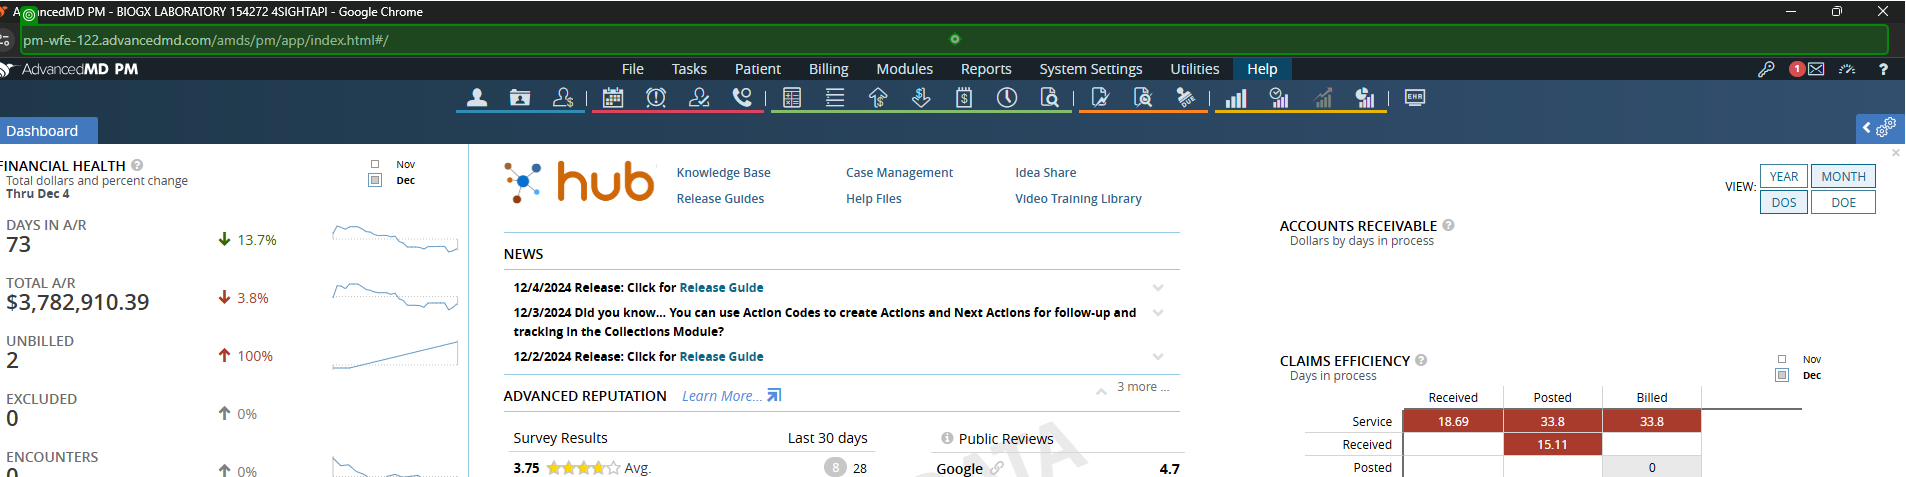 AdvancedMD PM - BIOGX LABORATORY 154272 4SIGHTAPI - Google Chrome
pm-wfe-122.advancedmd.com/amds/pm/app/index.html#/
AdvancedMD PM
File Tasks Patient Billing Modules Reports System Settings Utilities Help
1 ?
EHR
Dashboard
FINANCIAL HEALTH ?
Total dollars and percent change
Thru Dec 4
Nov
Dec
DAYS IN A/R
73 13.7%
TOTAL A/R
$3,782,910.39 3.8%
UNBILLED
2 100%
EXCLUDED
0 0%
ENCOUNTERS
0 0%
hub
Knowledge Base Case Management Idea Share
Release Guides Help Files Video Training Library
NEWS
12/4/2024 Release: Click for Release Guide
12/3/2024 Did you know... You can use Action Codes to create Actions and Next Actions for follow-up and
tracking in the Collections Module?
12/2/2024 Release: Click for Release Guide
3 more ...
ADVANCED REPUTATION Learn More...
Survey Results Last 30 days
3.75 Avg. 8 28
Public Reviews
Google 4.7
VIEW: YEAR MONTH
DOS DOE
ACCOUNTS RECEIVABLE ?
Dollars by days in process
CLAIMS EFFICIENCY ?
Days in process
Nov
Dec
Received Posted Billed
Service 18.69 33.8 33.8
Received 15.11
Posted 0